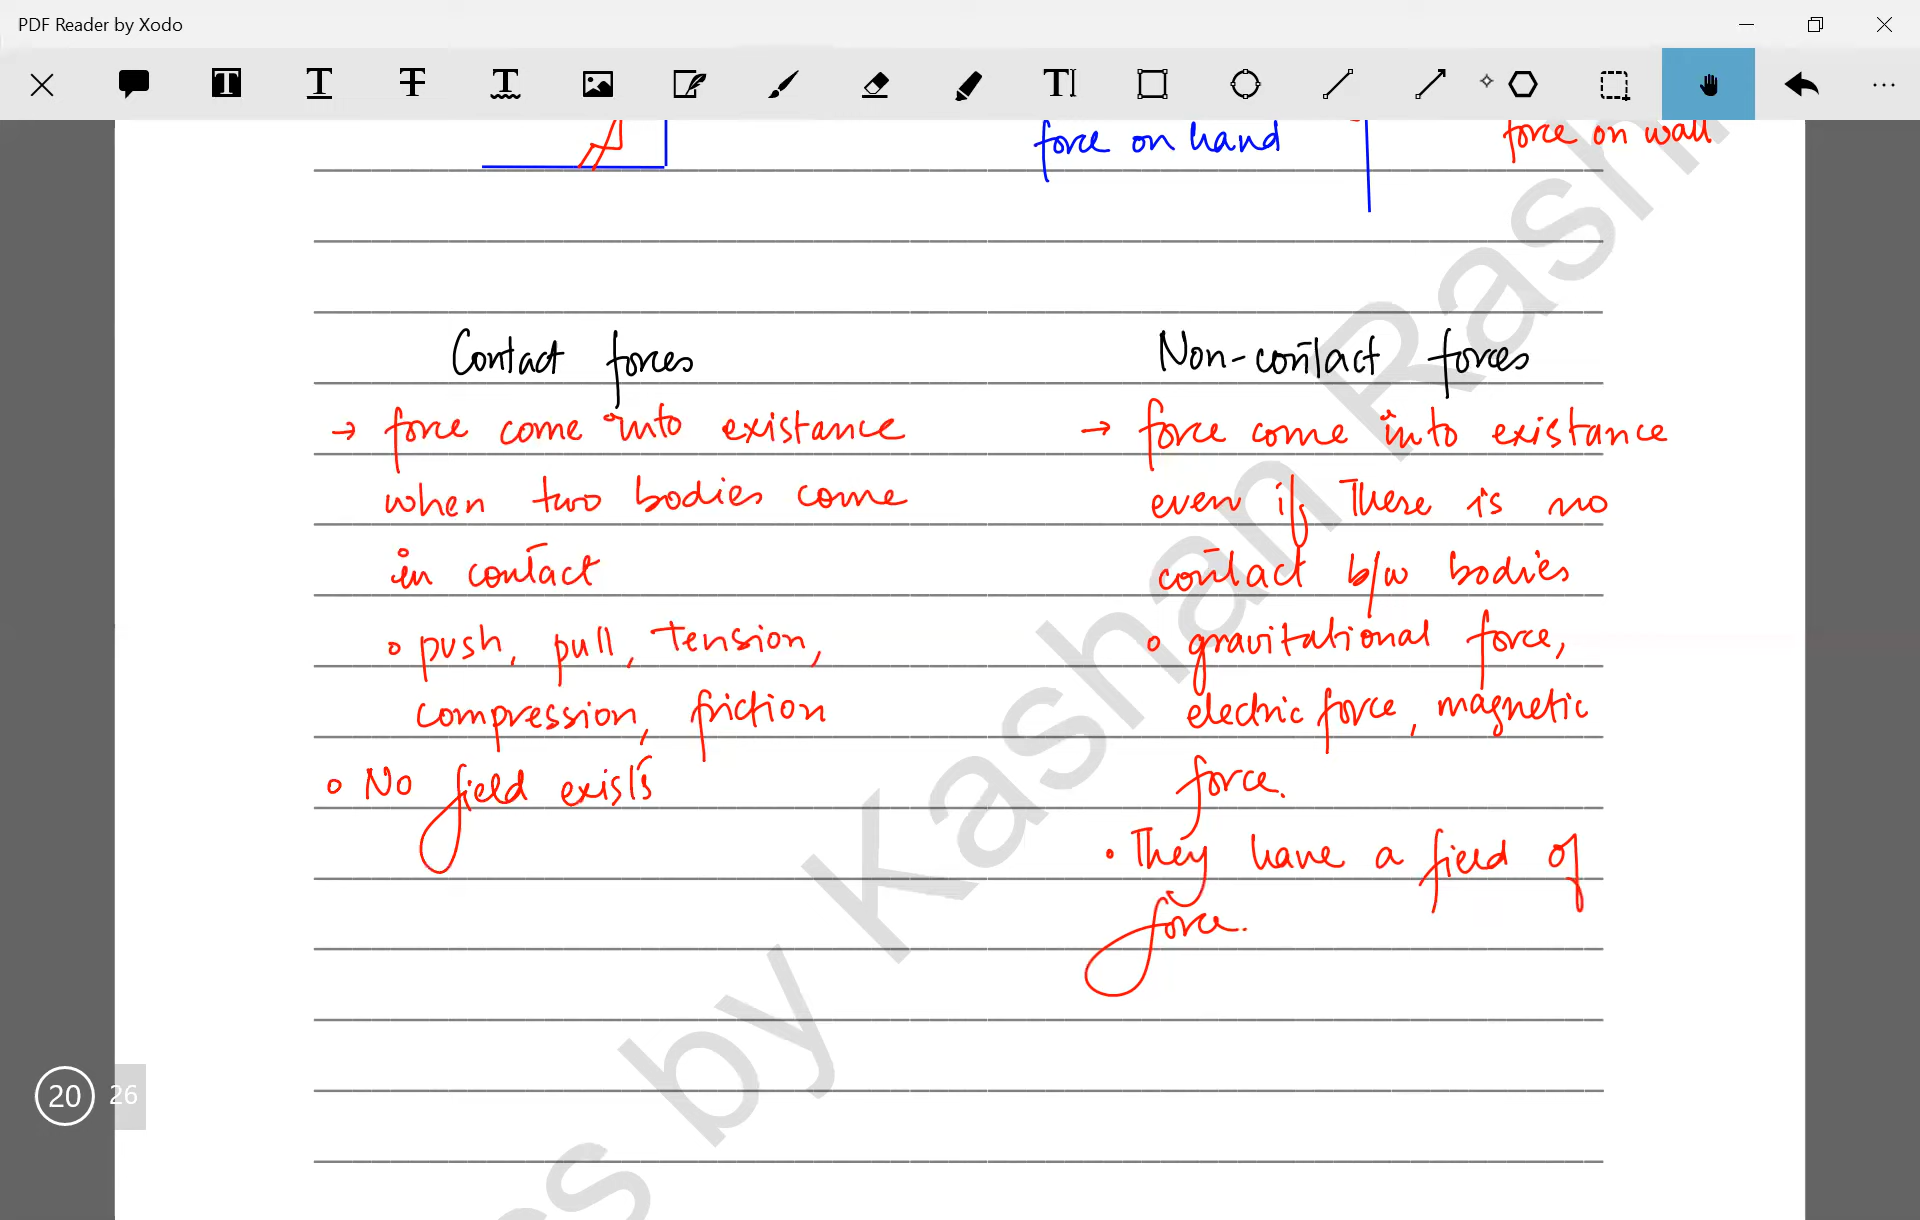 PDF Reader by Xodo
force on hand
force on wall
Contact forces
→ force come into existance
when two bodies come
in contact
• push, pull, tension,
compression, friction
• No field exists
Non-contact forces
→ force come into existance
even if there is no
contact b/w bodies
• gravitational force,
electric force, magnetic
force.
• They have a field of
force.
s by Kashan Rash
20 26